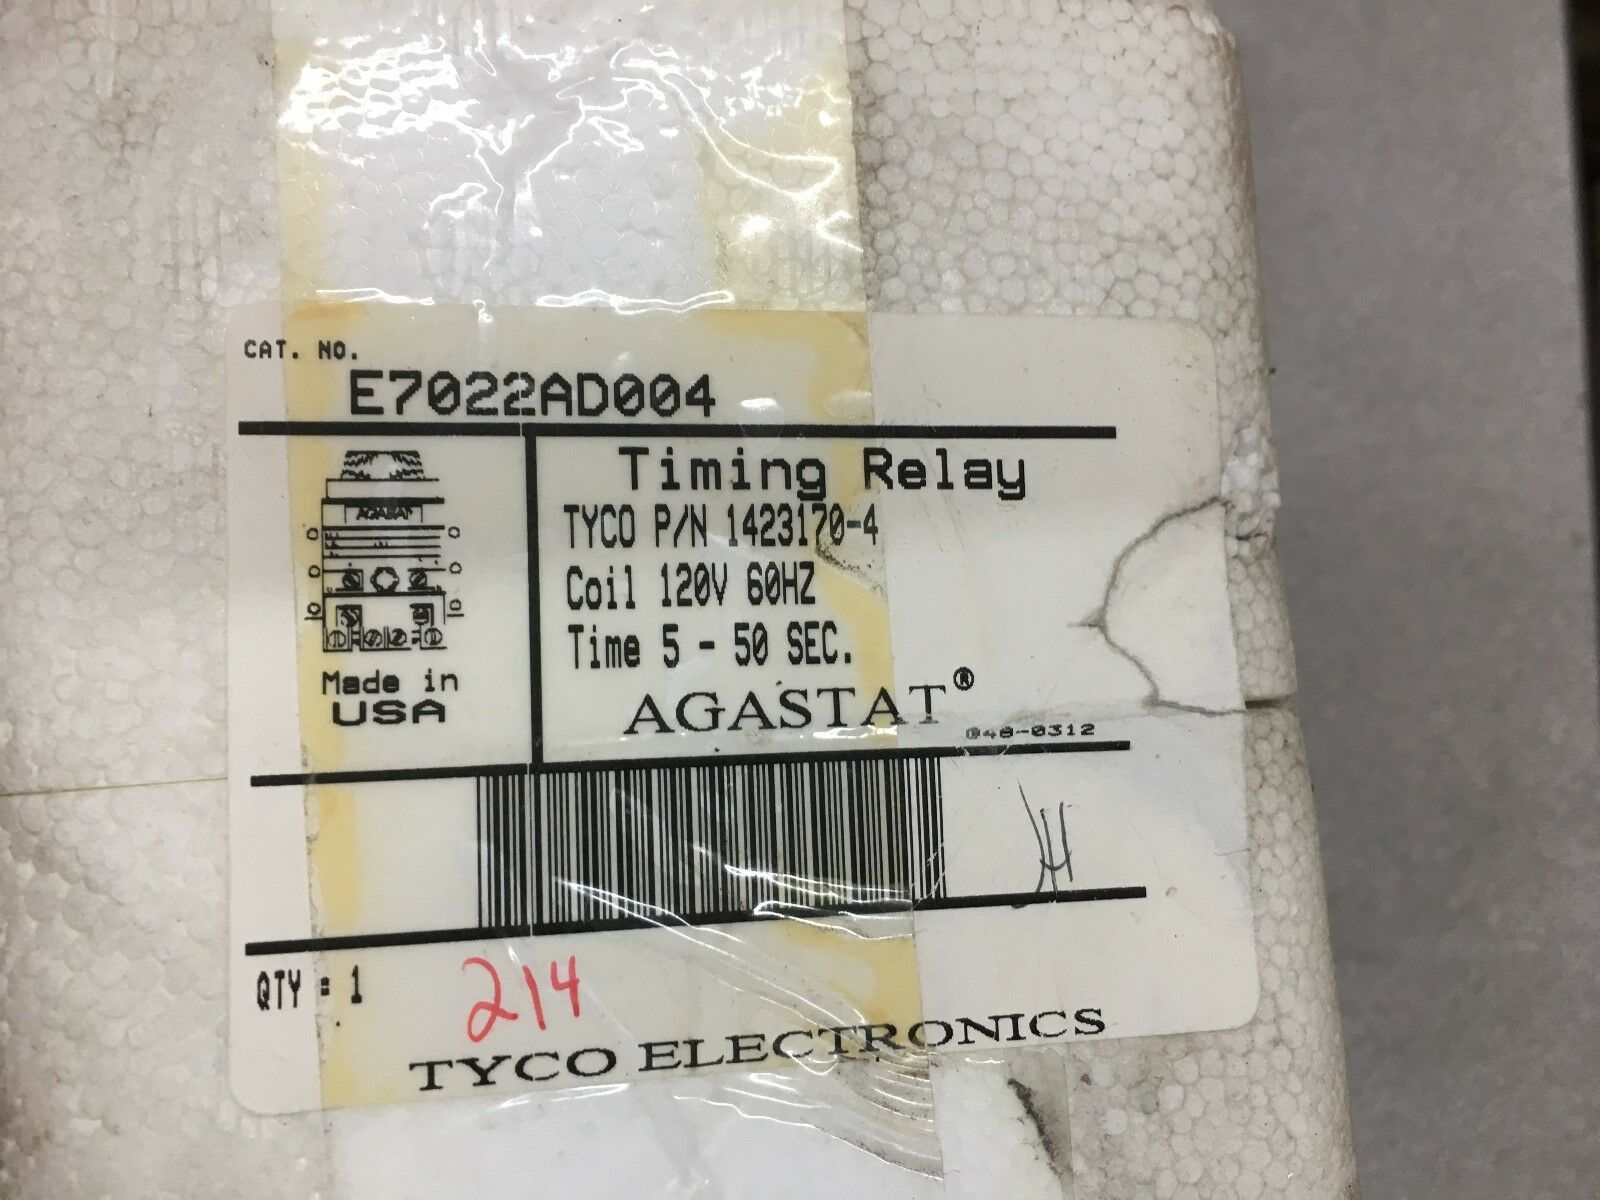 CAT. NO.
E7022AD004
AGASTAT
Timing Relay
TYCO P/N 1423170-4
Coil 120V 60HZ
Time 5 - 50 SEC.
Made in
USA
AGASTAT®
48-0312
QTY = 1
214
TYCO ELECTRONICS